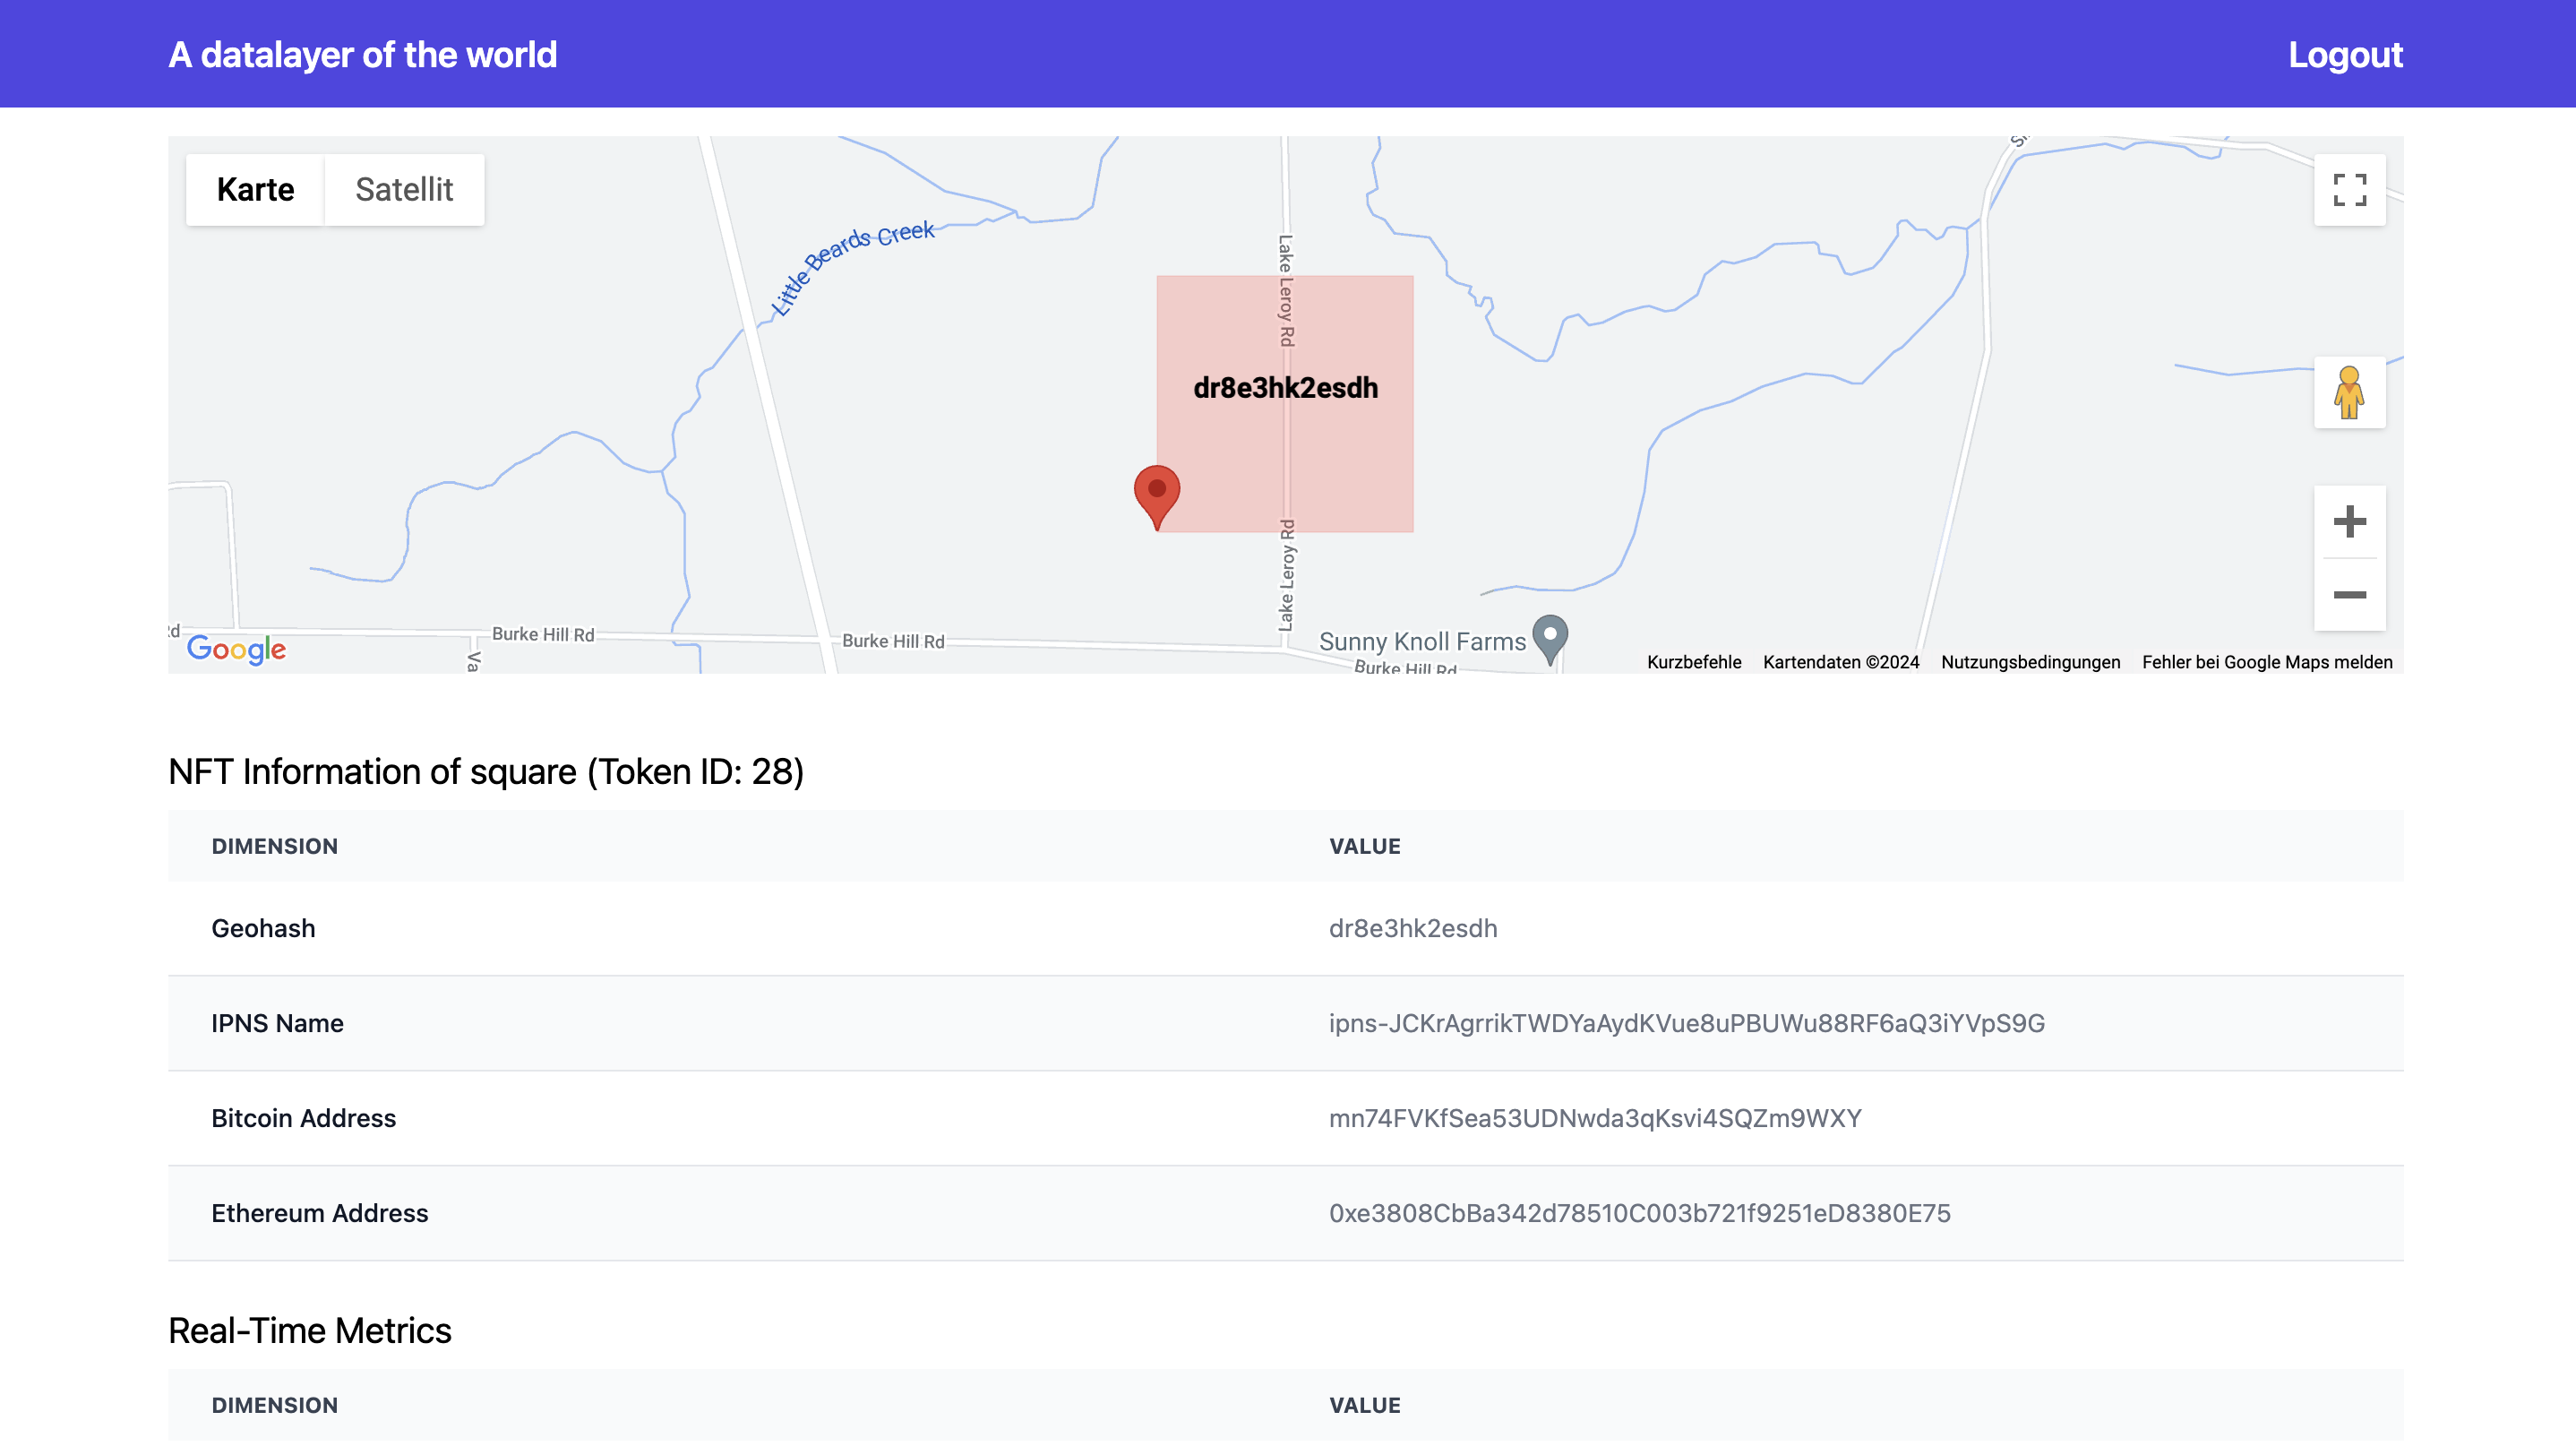 A datalayer of the world
Logout
Karte
Satellit
Little Beards Creek
Lake Leroy Rd
dr8e3hk2esdh
Lake Leroy Rd
Rd
Burke Hill Rd
Burke Hill Rd
Sunny Knoll Farms
Burke Hill Rd
Va
Google
Kurzbefehle
Kartendaten ©2024
Nutzungsbedingungen
Fehler bei Google Maps melden
NFT Information of square (Token ID: 28)
DIMENSION VALUE
Geohash dr8e3hk2esdh
IPNS Name ipns-JCKrAgrrikTWDYaAydKVue8uPBUWu88RF6aQ3iYVpS9G
Bitcoin Address mn74FVKfSea53UDNwda3qKsvi4SQZm9WXY
Ethereum Address 0xe3808CbBa342d78510C003b721f9251eD8380E75
Real-Time Metrics
DIMENSION VALUE